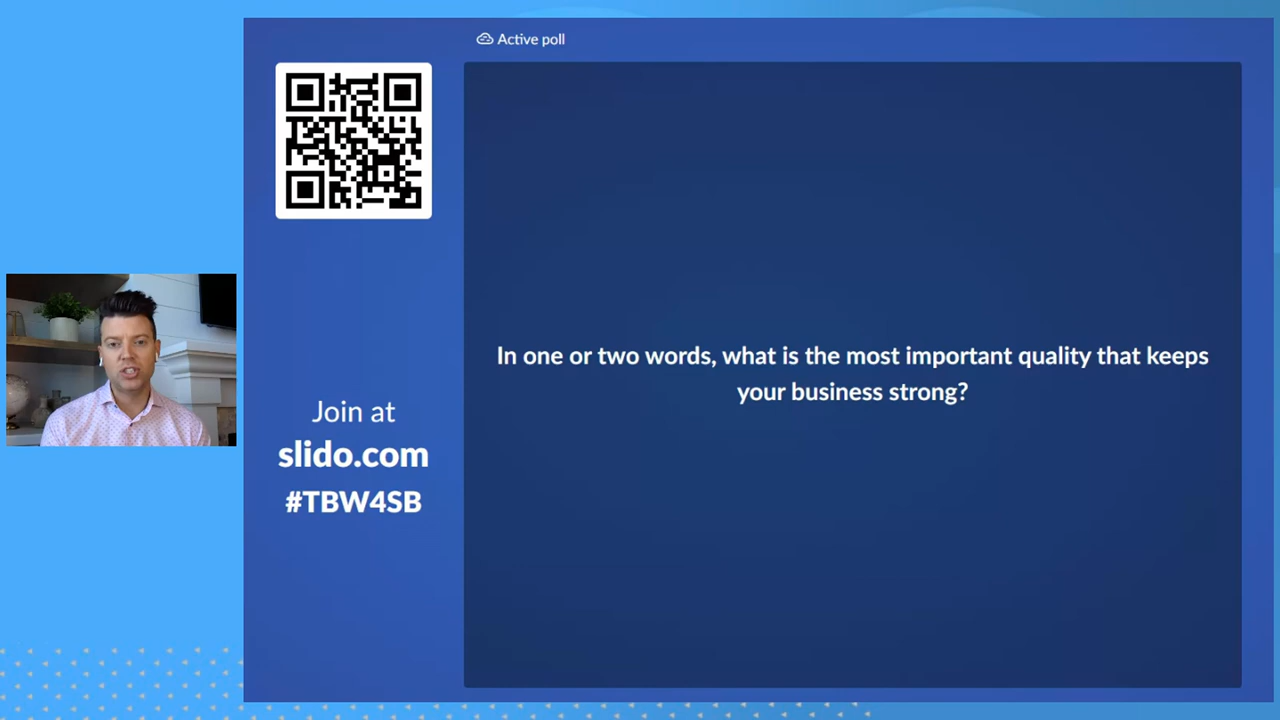 Active poll
In one or two words, what is the most important quality that keeps
your business strong?
Join at
slido.com
#TBW4SB